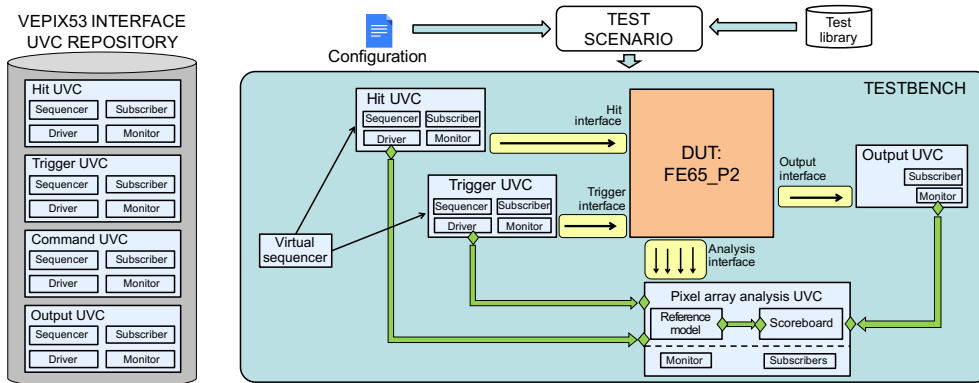 VEPIX53 INTERFACE
UVC REPOSITORY
Hit UVC
Sequencer
Subscriber
Driver
Monitor
Trigger UVC
Sequencer
Subscriber
Driver
Monitor
Command UVC
Sequencer
Subscriber
Driver
Monitor
Output UVC
Sequencer
Subscriber
Driver
Monitor
Configuration
TEST
SCENARIO
Test
library
TESTBENCH
Hit UVC
Sequencer
Subscriber
Driver
Monitor
Hit
interface
DUT:
FE65_P2
Output
interface
Output UVC
Subscriber
Monitor
Trigger UVC
Sequencer
Subscriber
Driver
Monitor
Trigger
interface
Virtual
sequencer
Analysis
interface
Pixel array analysis UVC
Reference
model
Scoreboard
Monitor
Subscribers